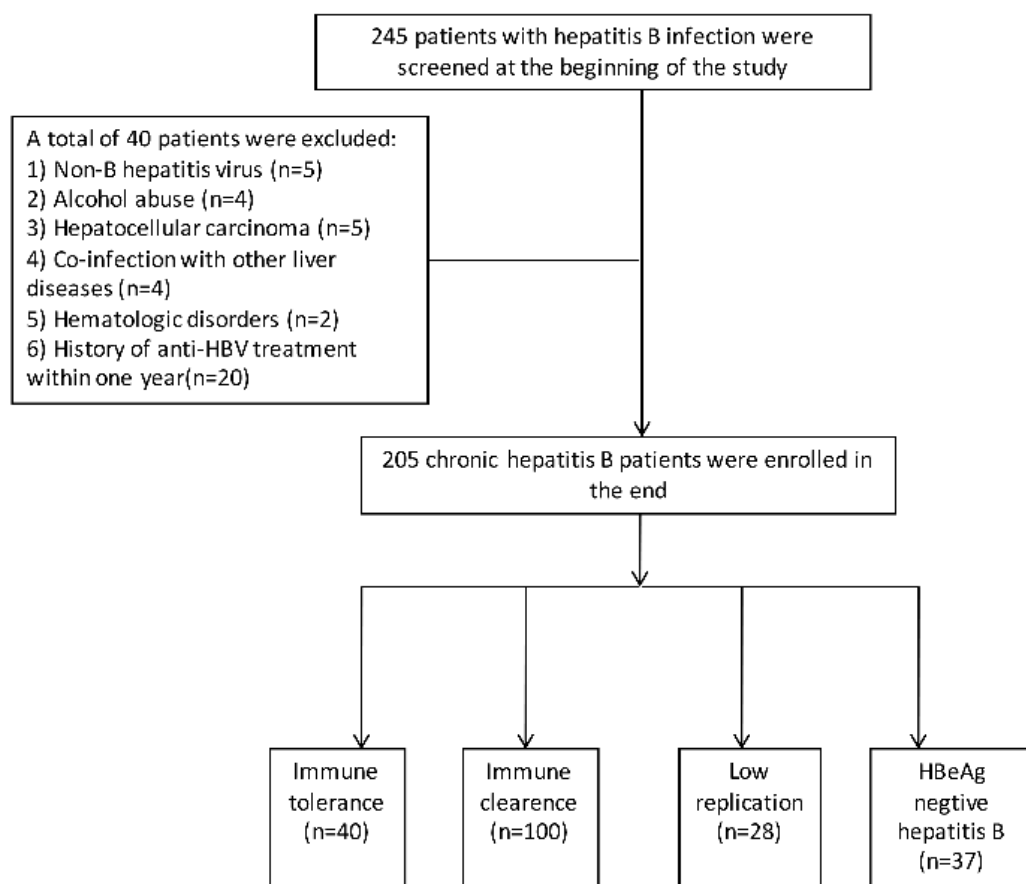 245 patients with hepatitis B infection were
screened at the beginning of the study
A total of 40 patients were excluded:
1) Non-B hepatitis virus (n=5)
2) Alcohol abuse (n=4)
3) Hepatocellular carcinoma (n=5)
4) Co-infection with other liver
diseases (n=4)
5) Hematologic disorders (n=2)
6) History of anti-HBV treatment
within one year(n=20)
205 chronic hepatitis B patients were enrolled in
the end
Immune
tolerance
(n=40)
Immune
clearence
(n=100)
Low
replication
(n=28)
HBeAg
negtive
hepatitis B
(n=37)